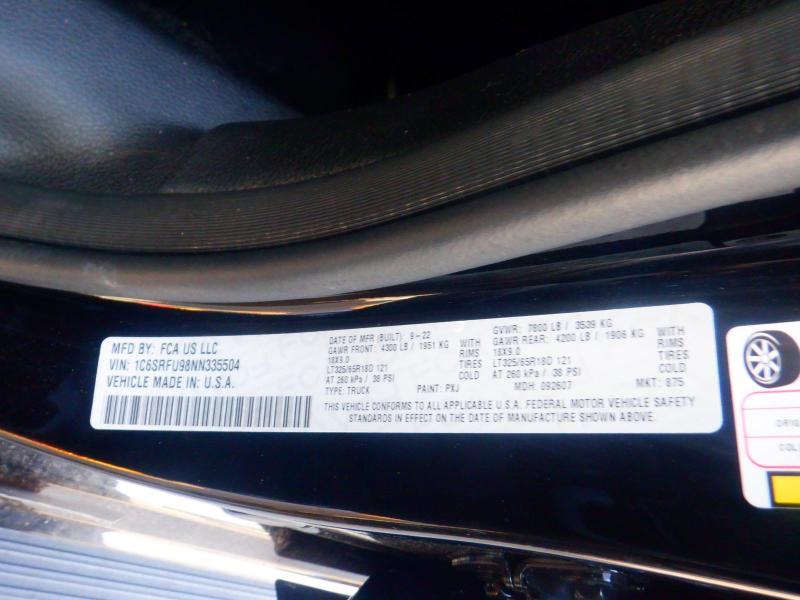 MFD BY: FCA US LLC
VIN: 1C6SRFU98NN335504
VEHICLE MADE IN: U.S.A.
DATE OF MFR (BUILT): 9-22
GAWR FRONT: 4300 LB / 1951 KG WITH
18X9.0 RIMS
LT325/65R18D 121 TIRES
AT 260 kPa / 38 PSI COLD
TYPE: TRUCK PAINT: PXJ
GVWR: 7800 LB / 3539 KG
GAWR REAR: 4200 LB / 1906 KG WITH
18X9.0 RIMS
LT325/65R18D 121 TIRES
AT 260 kPa / 38 PSI COLD
MDH: 092607 MKT: 875
THIS VEHICLE CONFORMS TO ALL APPLICABLE U.S.A. FEDERAL MOTOR VEHICLE SAFETY
STANDARDS IN EFFECT ON THE DATE OF MANUFACTURE SHOWN ABOVE.
ORIG
COL